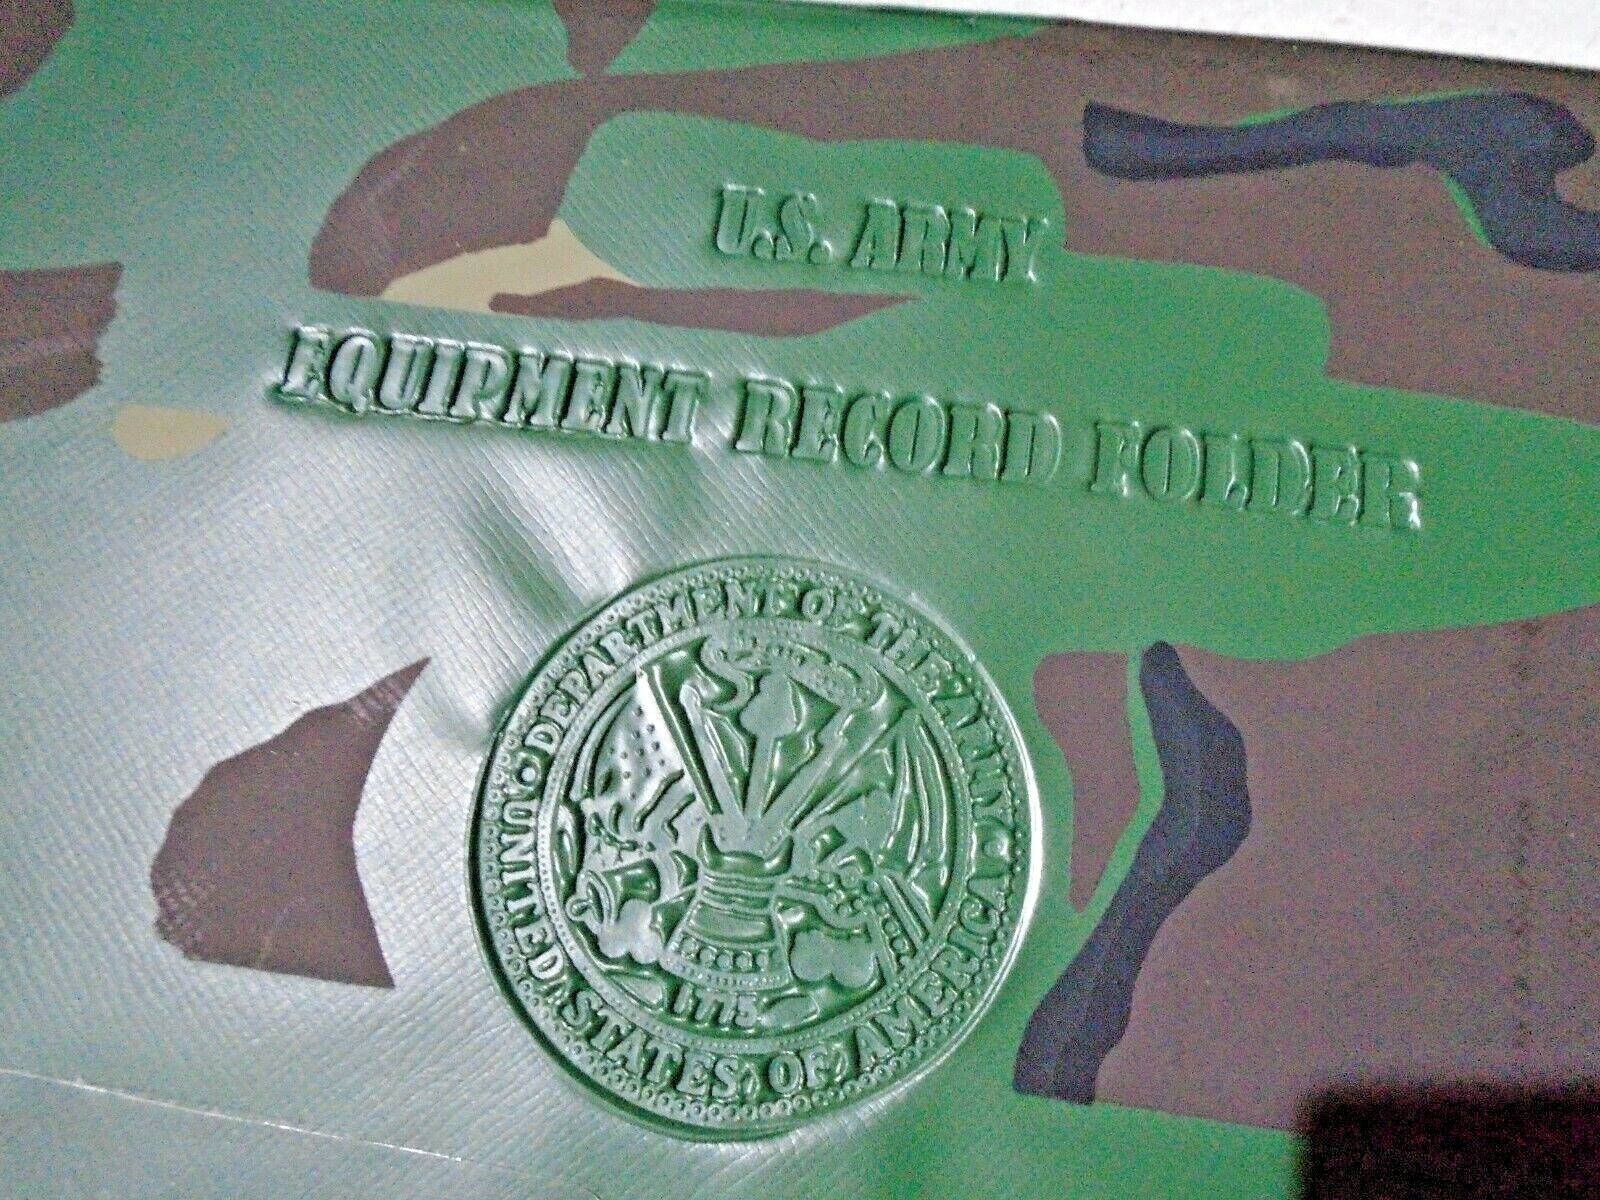 U.S. ARMY
EQUIPMENT RECORD FOLDER
DEPARTMENT OF THE ARMY
UNITED STATES OF AMERICA
1775